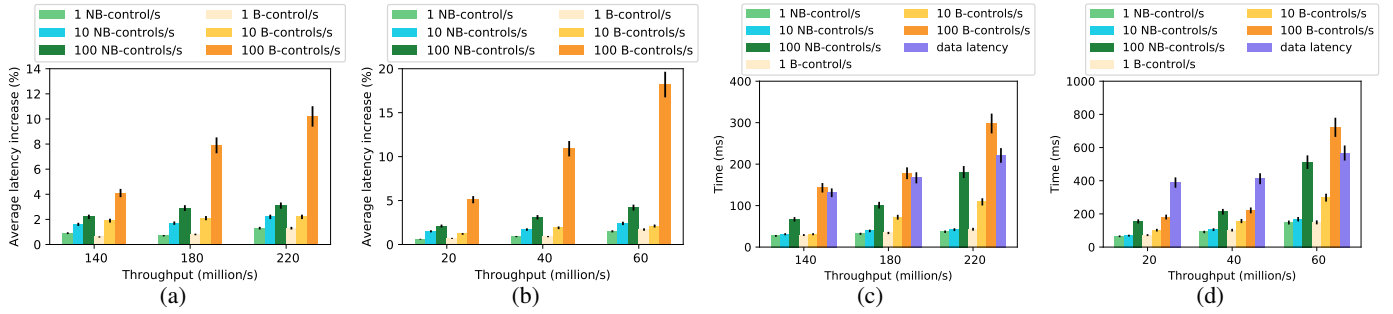 1 NB-control/s
10 NB-controls/s
100 NB-controls/s
1 B-control/s
10 B-control/s
100 B-controls/s
Average latency increase (%)
14
12
10
8
6
4
2
0
140
180
220
Throughput (million/s)
(a)
1 NB-control/s
10 NB-controls/s
100 NB-controls/s
1 B-control/s
10 B-control/s
100 B-controls/s
Average latency increase (%)
20
15
10
5
0
20
40
60
Throughput (million/s)
(b)
1 NB-control/s
10 NB-controls/s
100 NB-controls/s
1 B-control/s
10 B-controls/s
100 B-controls/s
data latency
Time (ms)
400
300
200
100
0
140
180
220
Throughput (million/s)
(c)
1 NB-control/s
10 NB-controls/s
100 NB-controls/s
1 B-control/s
10 B-controls/s
100 B-controls/s
data latency
Time (ms)
1000
800
600
400
200
0
20
40
60
Throughput (million/s)
(d)